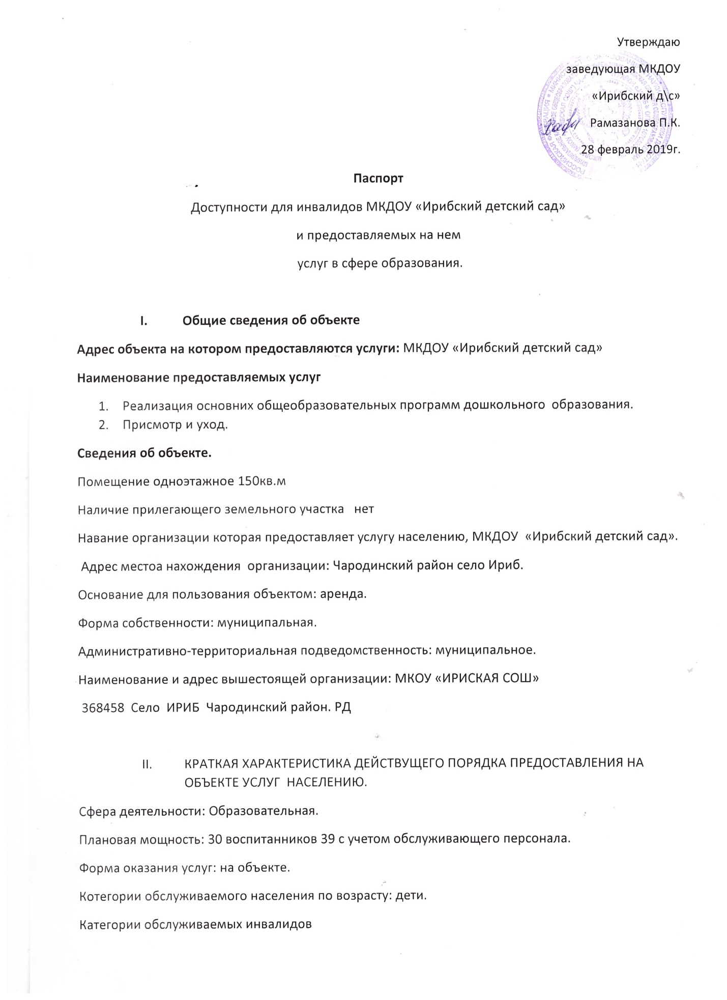 Утверждаю
заведующая МКДОУ
«Ирибский д\с»
Рамазанова П.К.
28 февраль 2019г.
Паспорт
Доступности для инвалидов МКДОУ «Ирибский детский сад»
и предоставляемых на нем
услуг в сфере образования.
I. Общие сведения об объекте
Адрес объекта на котором предоставляются услуги: МКДОУ «Ирибский детский сад»
Наименование предоставляемых услуг
1. Реализация основних общеобразовательных программ дошкольного образования.
2. Присмотр и уход.
Сведения об объекте.
Помещение одноэтажное 150кв.м
Наличие прилегающего земельного участка нет
Навание организации которая предоставляет услугу населению, МКДОУ «Ирибский детский сад».
Адрес местоа нахождения организации: Чародинский район село Ириб.
Основание для пользования объектом: аренда.
Форма собственности: муниципальная.
Административно-территориальная подведомственность: муниципальное.
Наименование и адрес вышестоящей организации: МКОУ «ИРИСКАЯ СОШ»
368458 Село ИРИБ Чародинский район. РД
II. КРАТКАЯ ХАРАКТЕРИСТИКА ДЕЙСТВУЩЕГО ПОРЯДКА ПРЕДОСТАВЛЕНИЯ НА
ОБЪЕКТЕ УСЛУГ НАСЕЛЕНИЮ.
Сфера деятельности: Образовательная.
Плановая мощность: 30 воспитанников 39 с учетом обслуживающего персонала.
Форма оказания услуг: на объекте.
Котегории обслуживаемого населения по возрасту: дети.
Категории обслуживаемых инвалидов